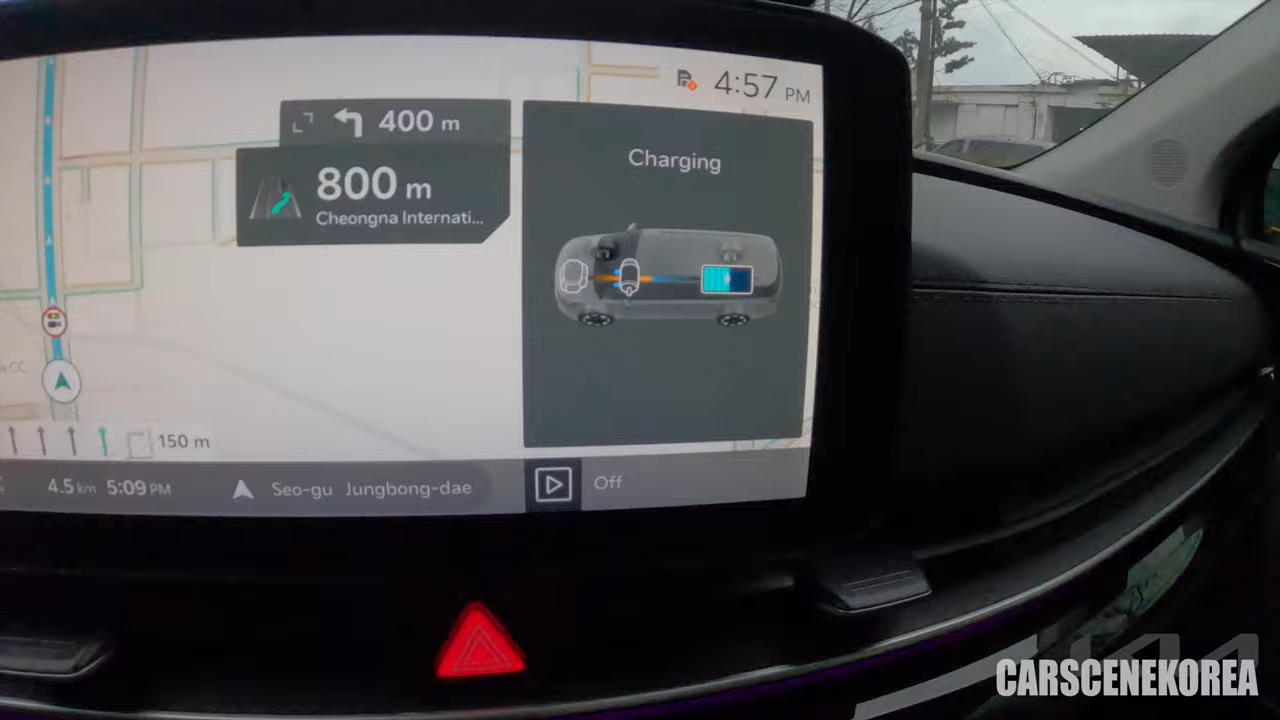 4:57 PM
400 m
800 m
Cheongna Internati...
Charging
150 m
4.5 km 5:09 PM
Seo-gu Jungbong-dae
Off
CARSCENEKOREA